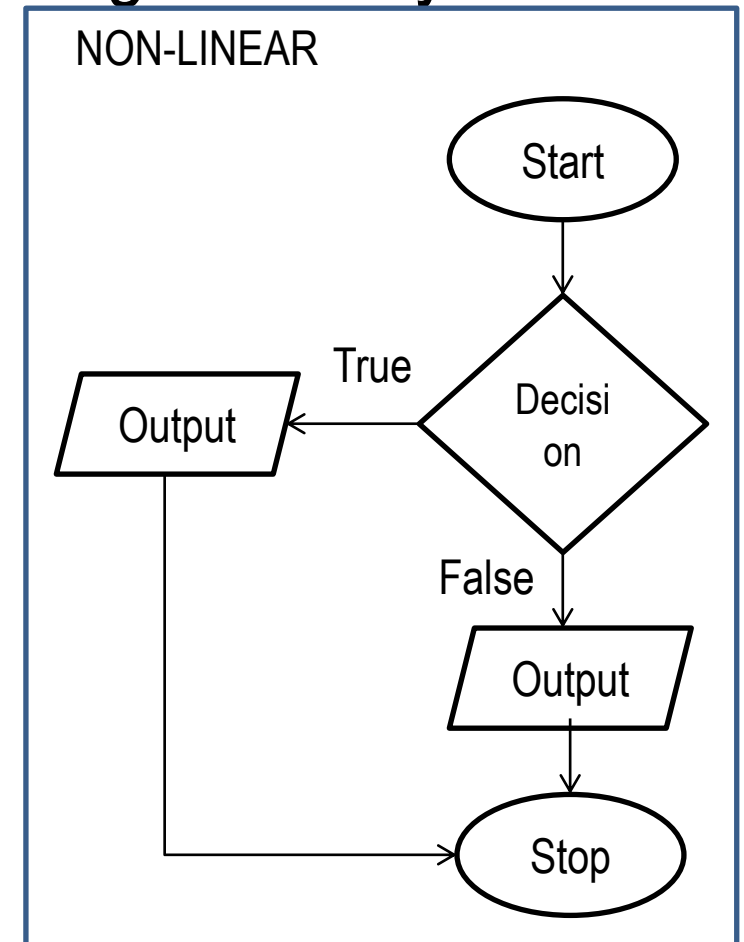 NON-LINEAR
Start
True
Decisi
on
Output
False
Output
Stop